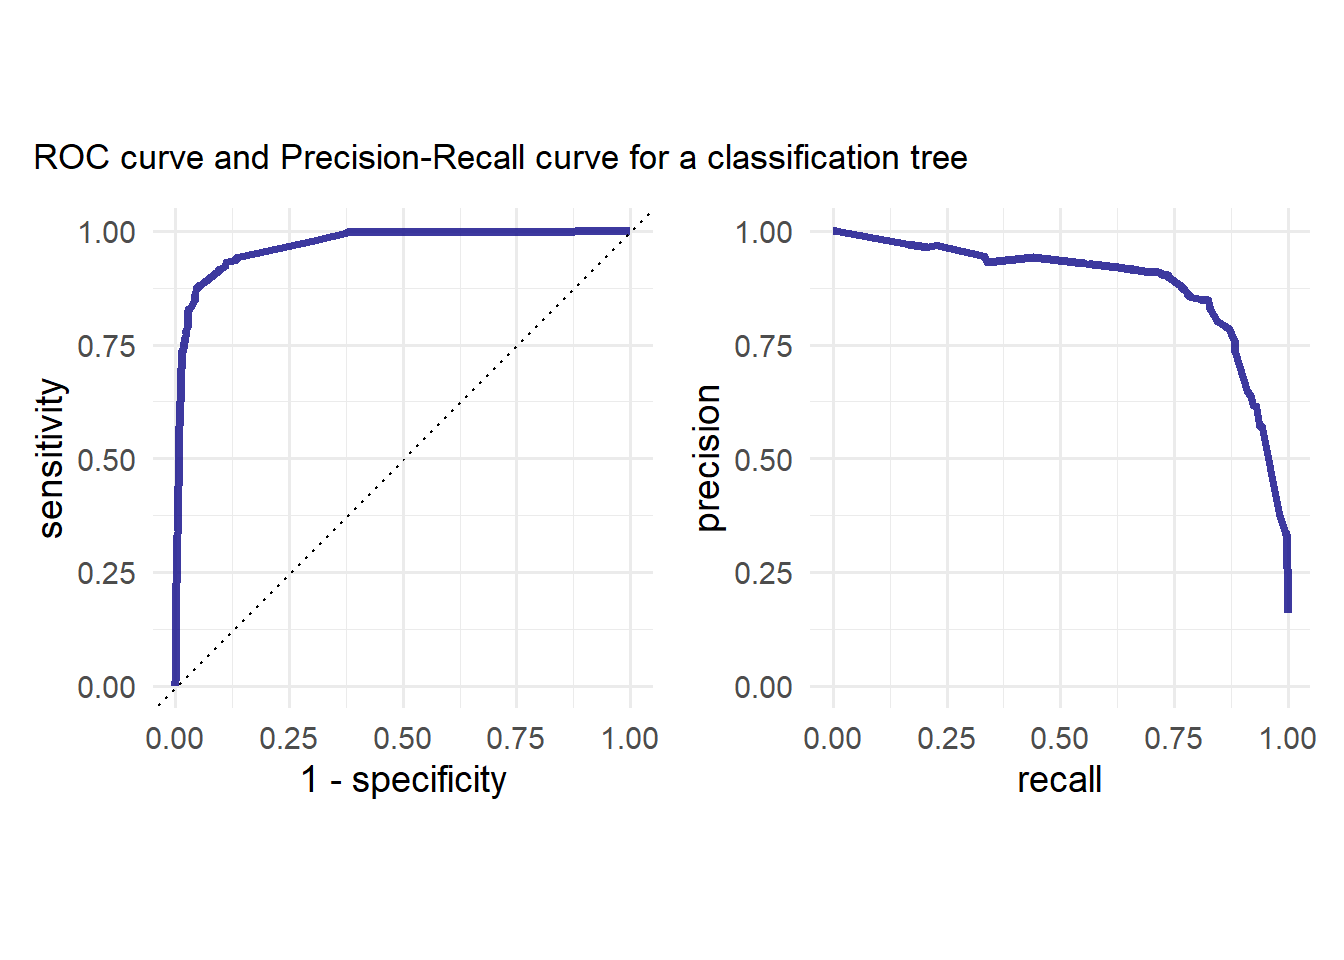 ROC curve and Precision-Recall curve for a classification tree
1.00
0.75
0.50
0.25
0.00
sensitivity
0.00 0.25 0.50 0.75 1.00
1 - specificity
1.00
0.75
0.50
0.25
0.00
precision
0.00 0.25 0.50 0.75 1.00
recall